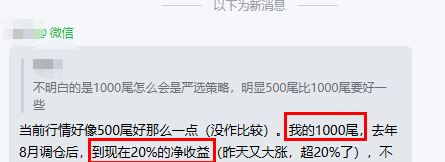 以下为新消息
@微信
不明白的是1000尾怎么会是严选策略，明显500尾比1000尾要好一
些
当前行情好像500尾好那么一点（没作比较）。我的1000尾，去年
8月调仓后，到现在20%的净收益（昨天又大涨，超20%了），不